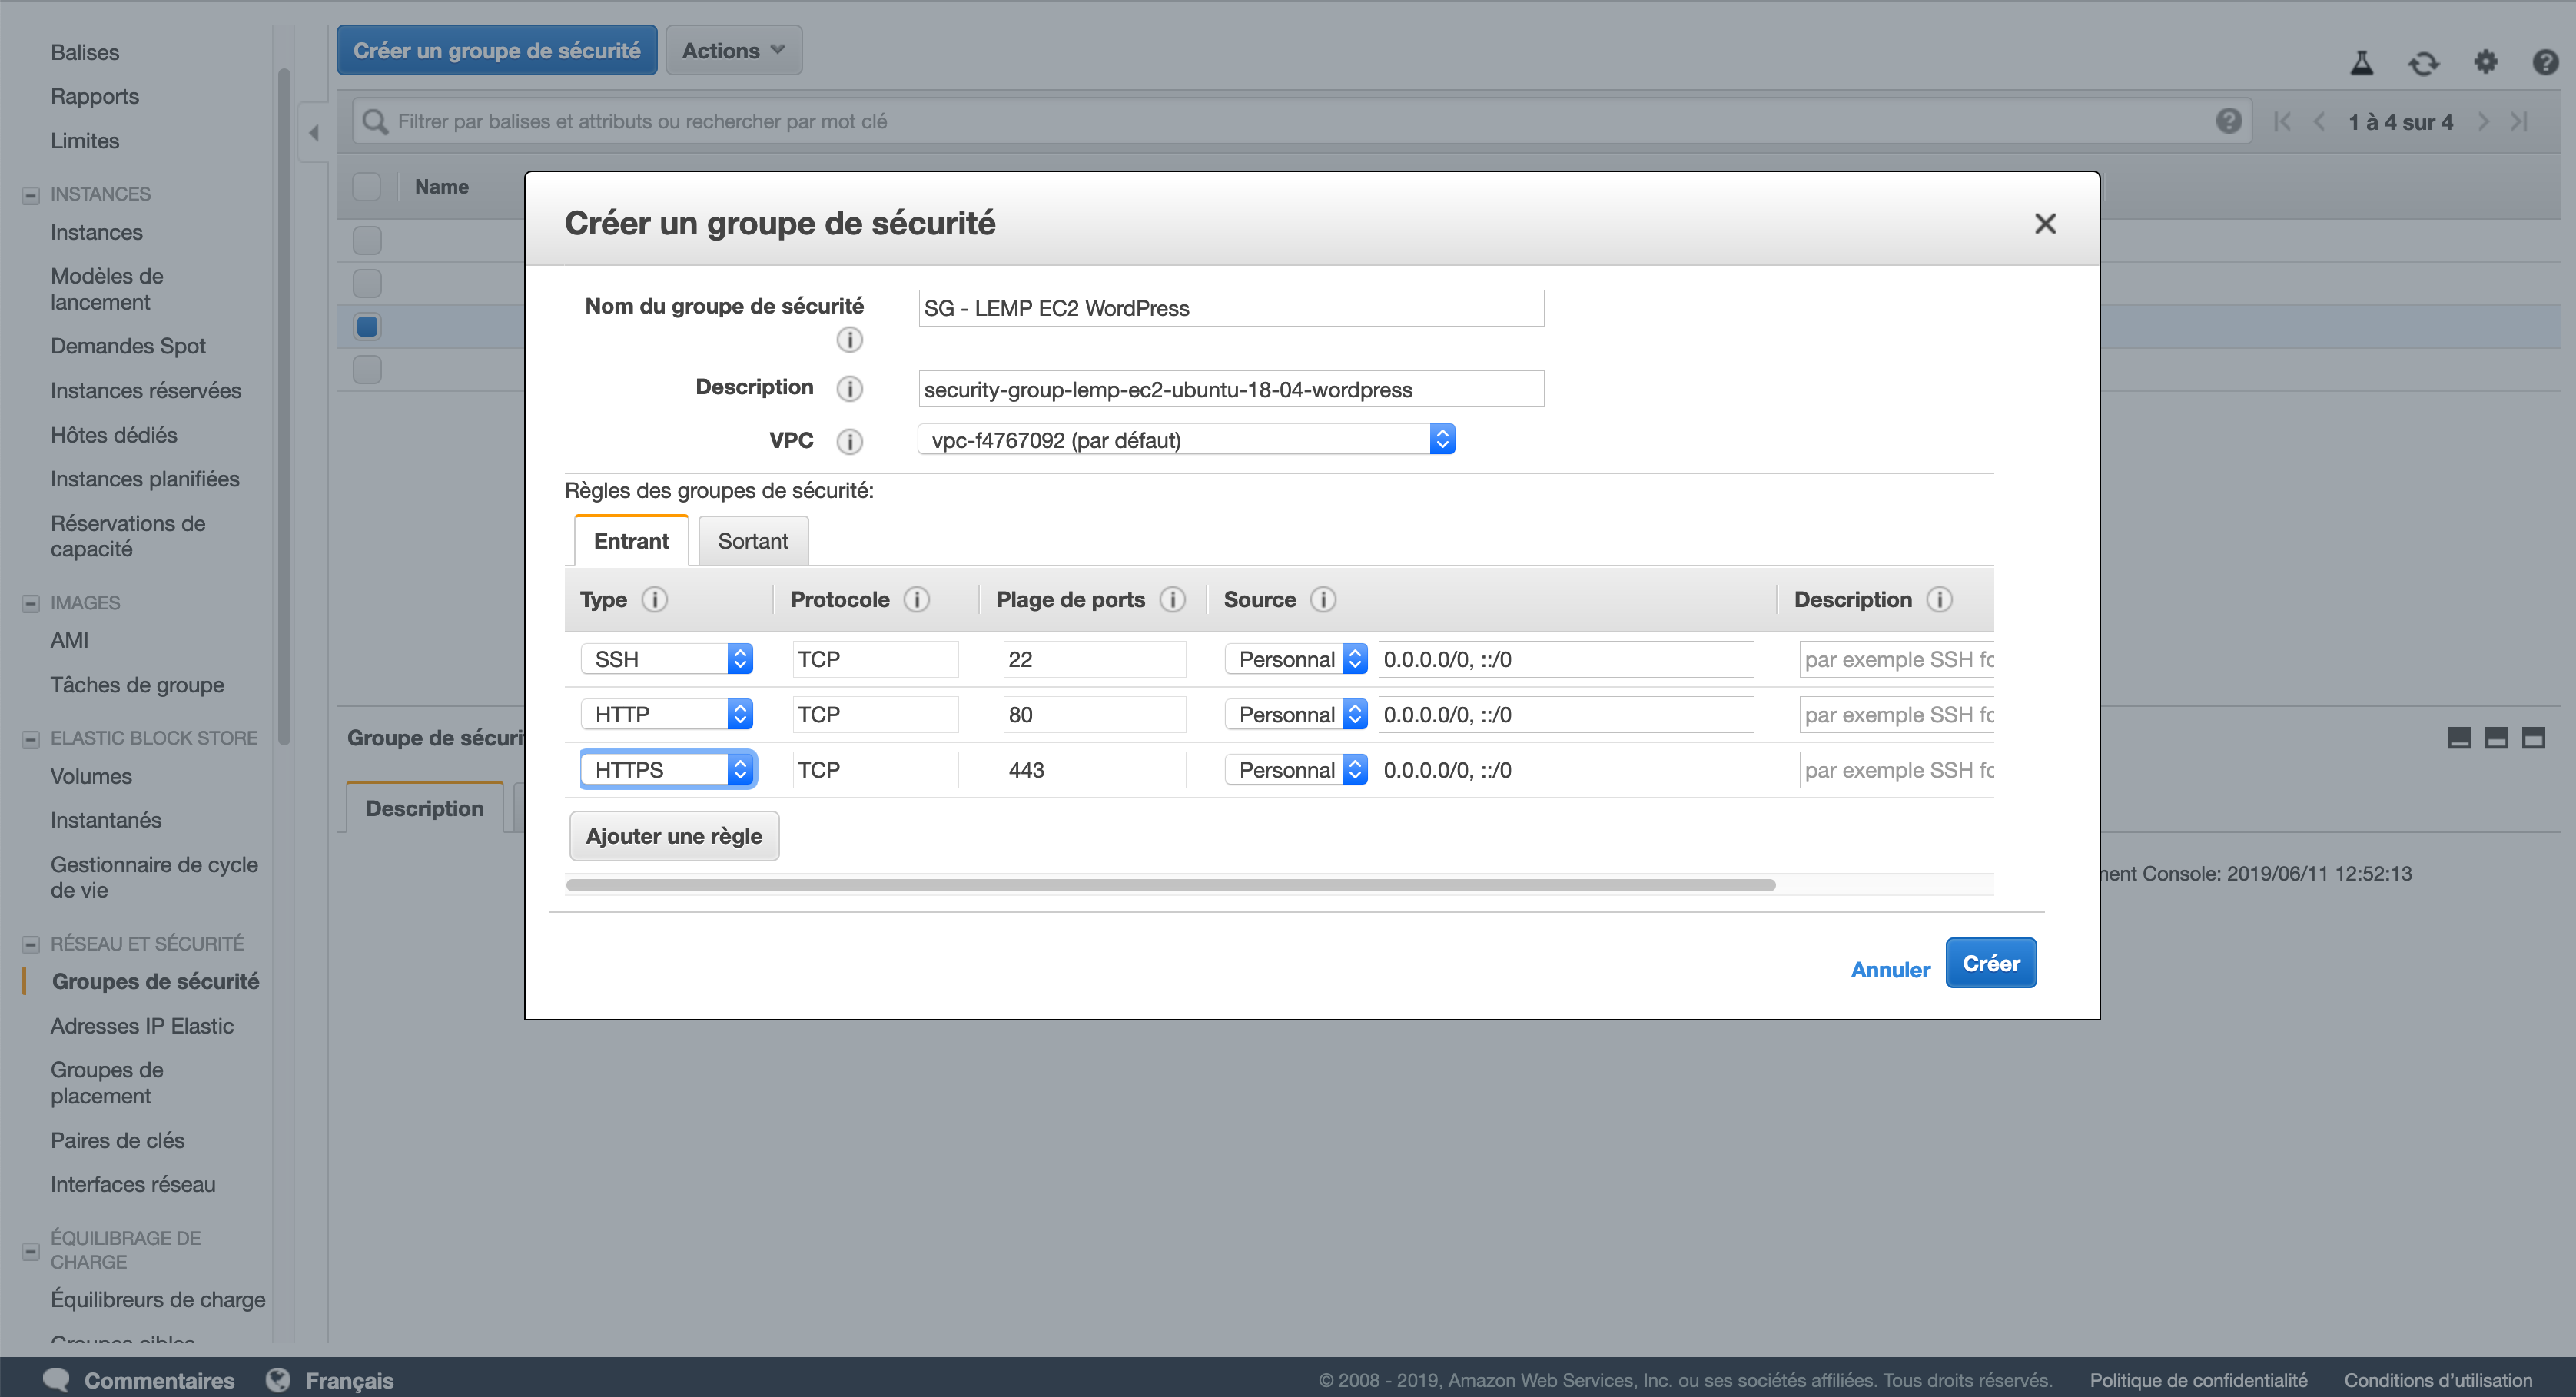 Balises
Rapports
Limites
INSTANCES
Instances
Modèles de
lancement
Demandes Spot
Instances réservées
Hôtes dédiés
Instances planifiées
Réservations de
capacité
IMAGES
AMI
Tâches de groupe
ELASTIC BLOCK STORE
Volumes
Instantanés
Gestionnaire de cycle
de vie
RÉSEAU ET SÉCURITÉ
Groupes de sécurité
Adresses IP Elastic
Groupes de
placement
Paires de clés
Interfaces réseau
ÉQUILIBRAGE DE
CHARGE
Équilibreurs de charge
Groupes cibles
Créer un groupe de sécurité Actions
Filtrer par balises et attributs ou rechercher par mot clé 1 à 4 sur 4
Name
Créer un groupe de sécurité
Nom du groupe de sécurité SG - LEMP EC2 WordPress
Description security-group-lemp-ec2-ubuntu-18-04-wordpress
VPC vpc-f4767092 (par défaut)
Règles des groupes de sécurité:
Entrant Sortant
Type Protocole Plage de ports Source Description
SSH TCP 22 Personnal 0.0.0.0/0, ::/0 par exemple SSH fo
HTTP TCP 80 Personnal 0.0.0.0/0, ::/0 par exemple SSH fo
HTTPS TCP 443 Personnal 0.0.0.0/0, ::/0 par exemple SSH fo
Ajouter une règle
Annuler Créer
Groupe de sécuri
Description
ment Console: 2019/06/11 12:52:13
Commentaires Français © 2008 - 2019, Amazon Web Services, Inc. ou ses sociétés affiliées. Tous droits réservés. Politique de confidentialité Conditions d'utilisation